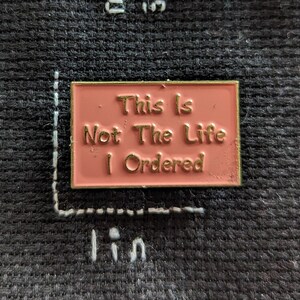 This Is
Not The Life
I Ordered
1in